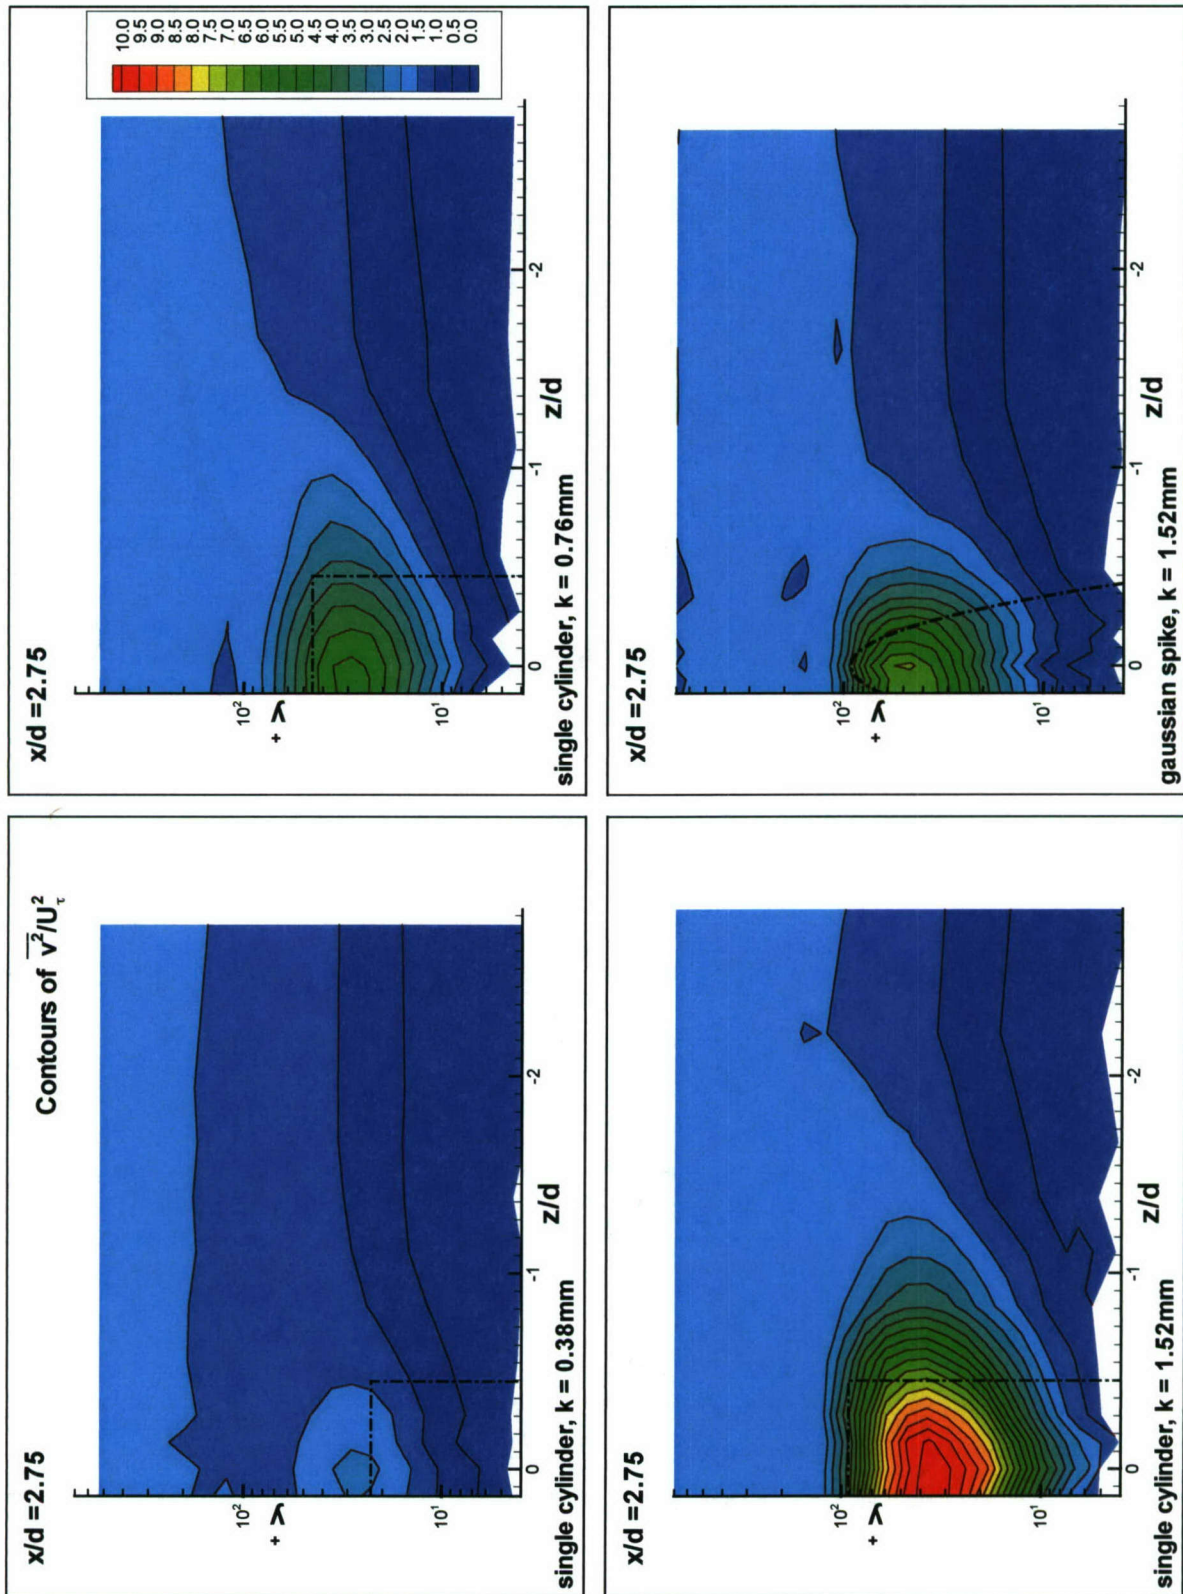 x/d =2.75
Contours of v²/U²τ
10²
y+
10¹
0
-1
-2
z/d
single cylinder, k = 0.38mm
x/d =2.75
10.0
9.5
9.0
8.5
8.0
7.5
7.0
6.5
6.0
5.5
5.0
4.5
4.0
3.5
3.0
2.5
2.0
1.5
1.0
0.5
0.0
10²
y+
10¹
0
-1
-2
z/d
single cylinder, k = 0.76mm
x/d =2.75
10²
y+
10¹
0
-1
-2
z/d
single cylinder, k = 1.52mm
x/d =2.75
10²
y+
10¹
0
-1
-2
z/d
gaussian spike, k = 1.52mm